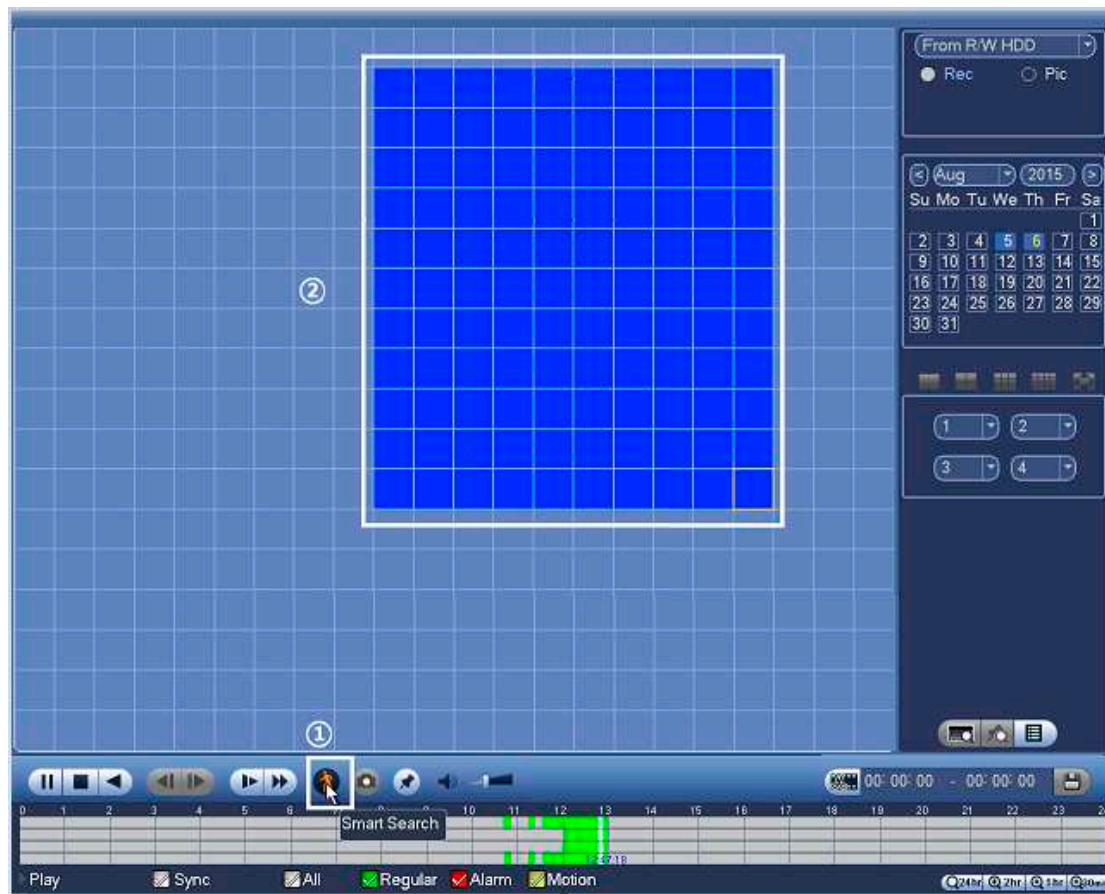 From R/W HDD
Rec Pic
< Aug 2015 >
Su Mo Tu We Th Fr Sa
1
2 3 4 5 6 7 8
9 10 11 12 13 14 15
16 17 18 19 20 21 22
23 24 25 26 27 28 29
30 31
②
1 2
3 4
①
00:00:00 - 00:00:00
0 1 2 3 4 5 6 10 11 12 13 14 15 16 17 18 19 20 21 22 23
Smart Search
Play Sync All Regular Alarm Motion
24hr 2hr 1hr 30m